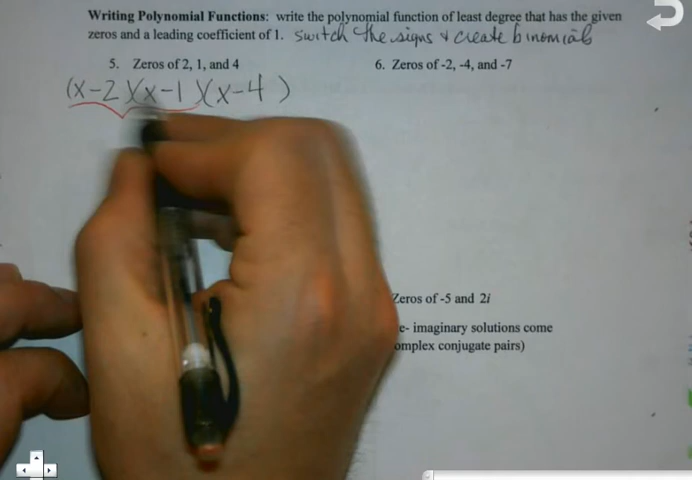 Writing Polynomial Functions: write the polynomial function of least degree that has the given
zeros and a leading coefficient of 1. switch the signs & create binomials
5. Zeros of 2, 1, and 4
6. Zeros of -2, -4, and -7
(x-2)(x-1)(x-4)
Zeros of -5 and 2i
e- imaginary solutions come
omplex conjugate pairs)